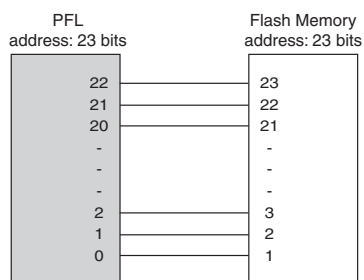 PFL
address: 23 bits
Flash Memory
address: 23 bits
22 23
21 22
20 21
- -
- -
- -
2 3
1 2
0 1